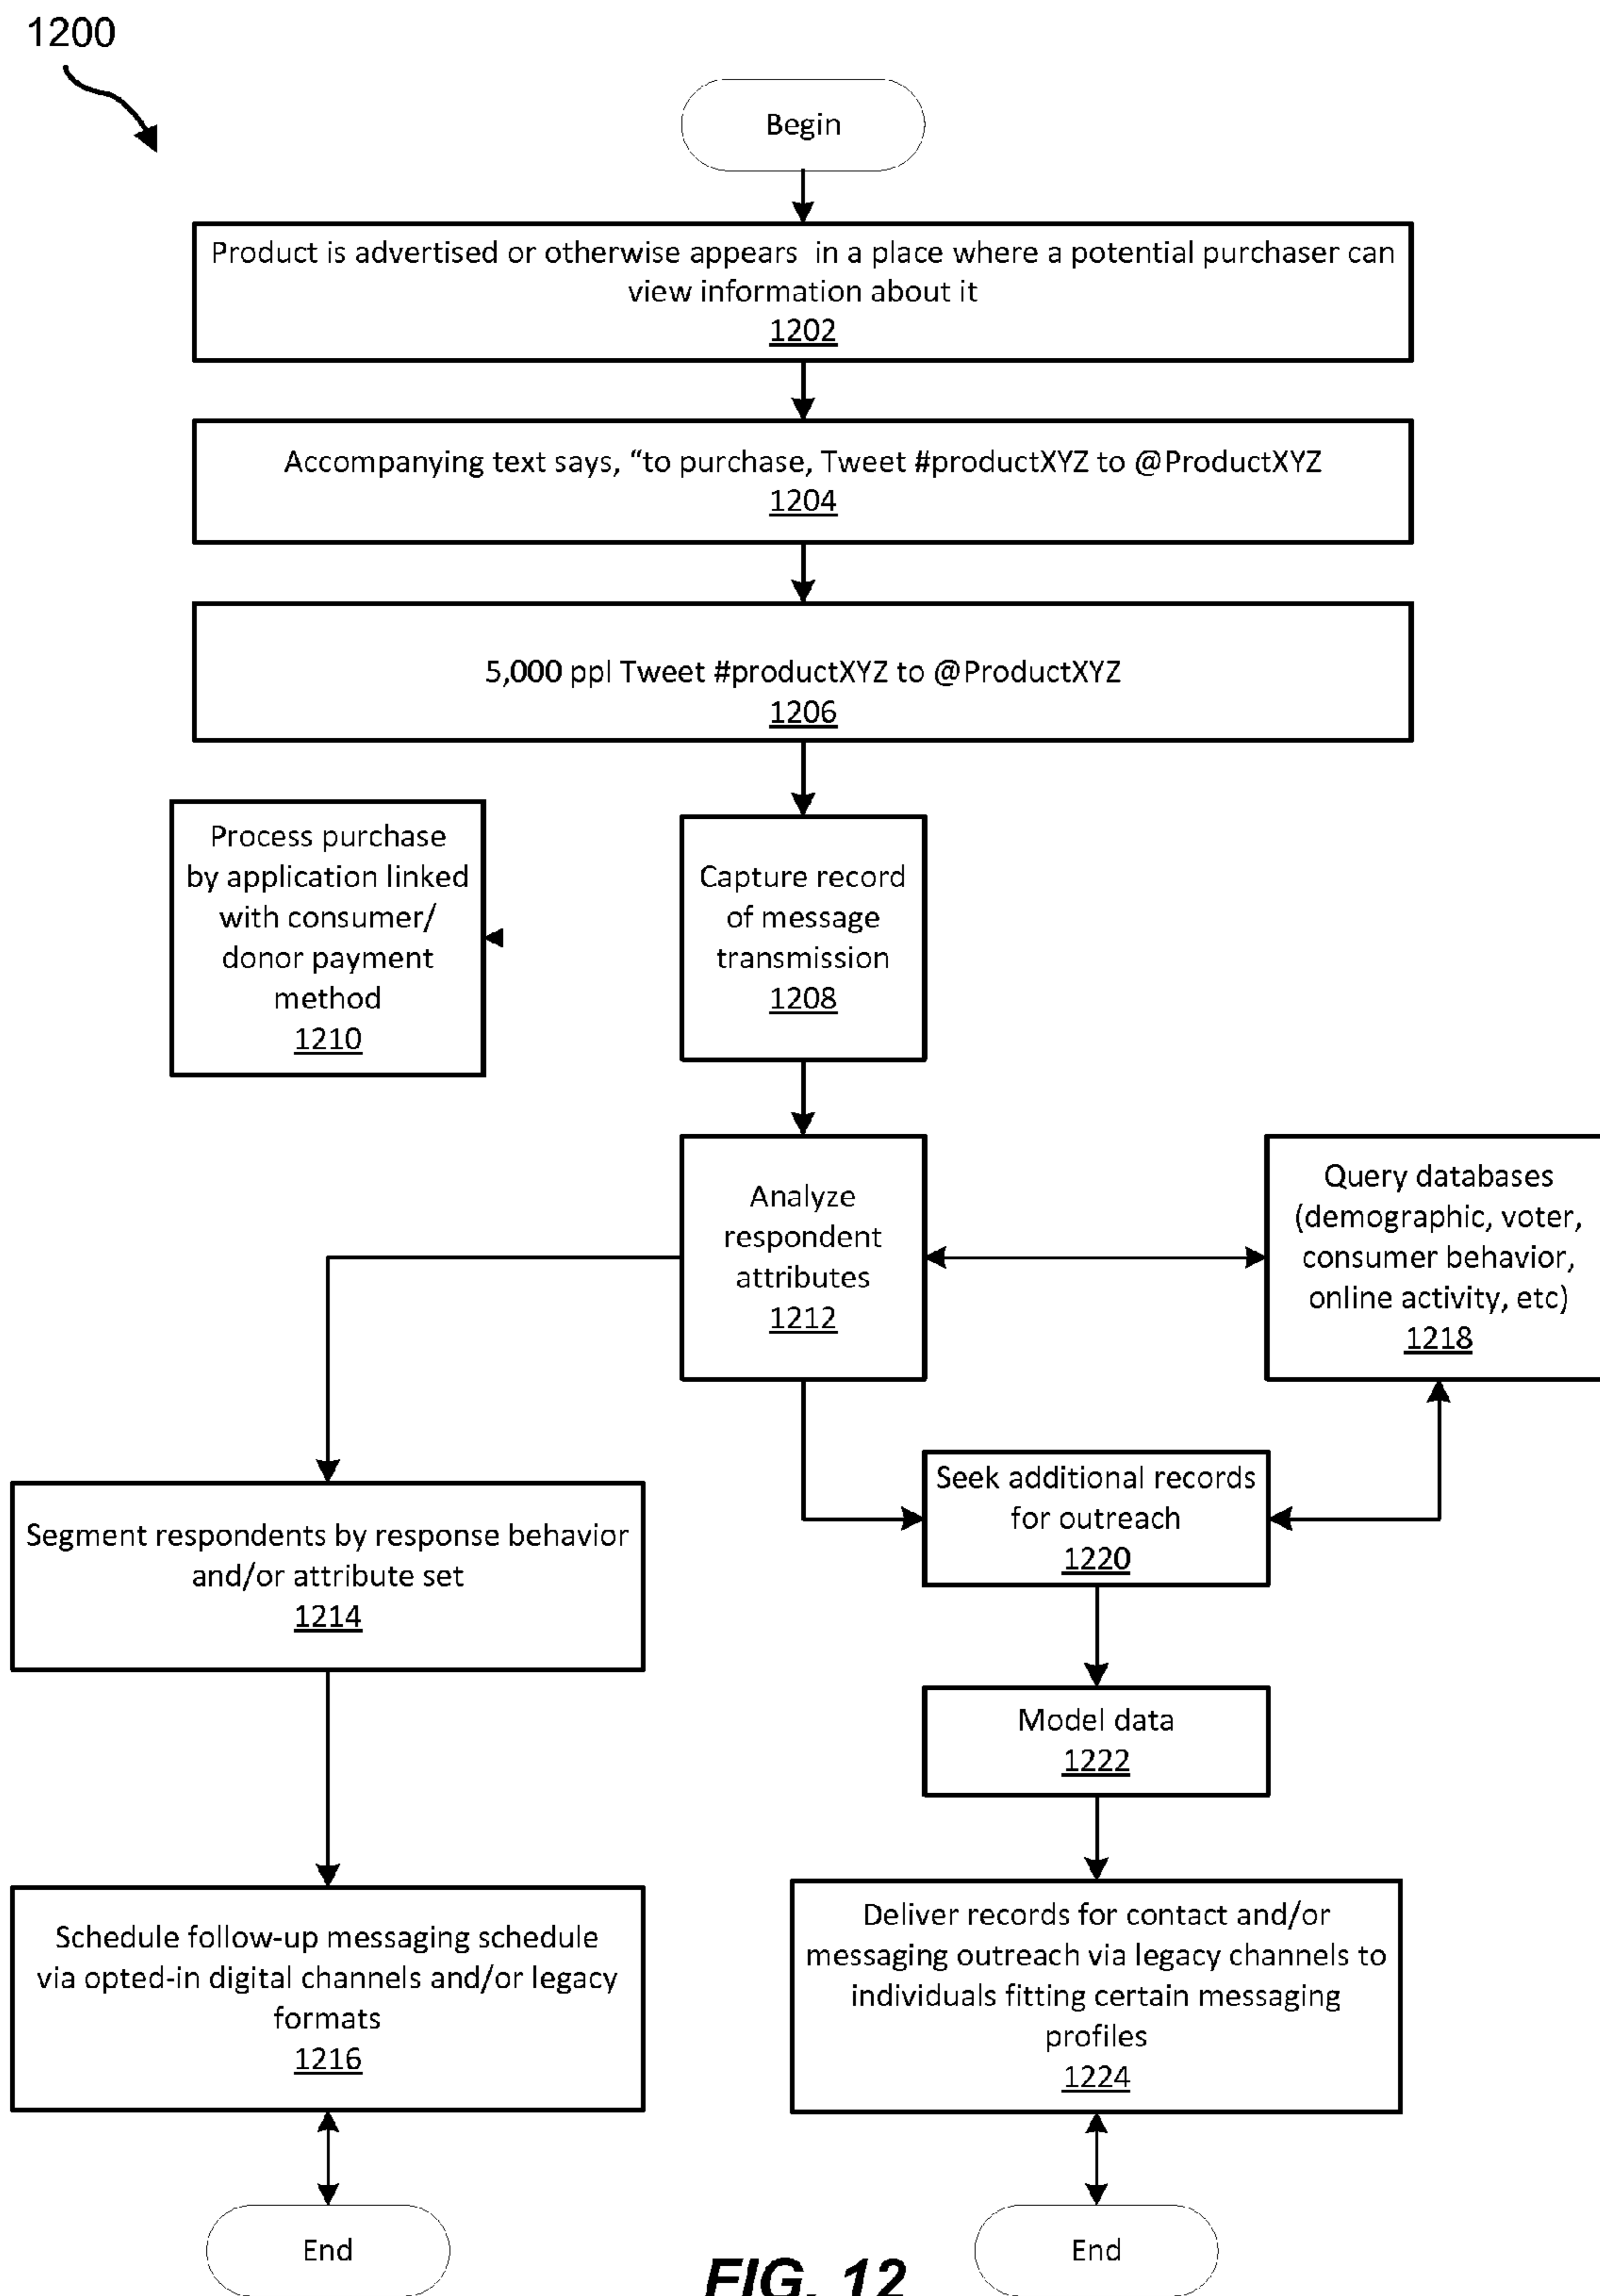 1200
Begin
Product is advertised or otherwise appears in a place where a potential purchaser can
view information about it
1202
Accompanying text says, “to purchase, Tweet #productXYZ to @ProductXYZ
1204
5,000 ppl Tweet #productXYZ to @ProductXYZ
1206
Process purchase
by application linked
with consumer/
donor payment
method
1210
Capture record
of message
transmission
1208
Analyze
respondent
attributes
1212
Query databases
(demographic, voter,
consumer behavior,
online activity, etc)
1218
Segment respondents by response behavior
and/or attribute set
1214
Seek additional records
for outreach
1220
Model data
1222
Schedule follow-up messaging schedule
via opted-in digital channels and/or legacy
formats
1216
Deliver records for contact and/or
messaging outreach via legacy channels to
individuals fitting certain messaging
profiles
1224
End
End
FIG. 12